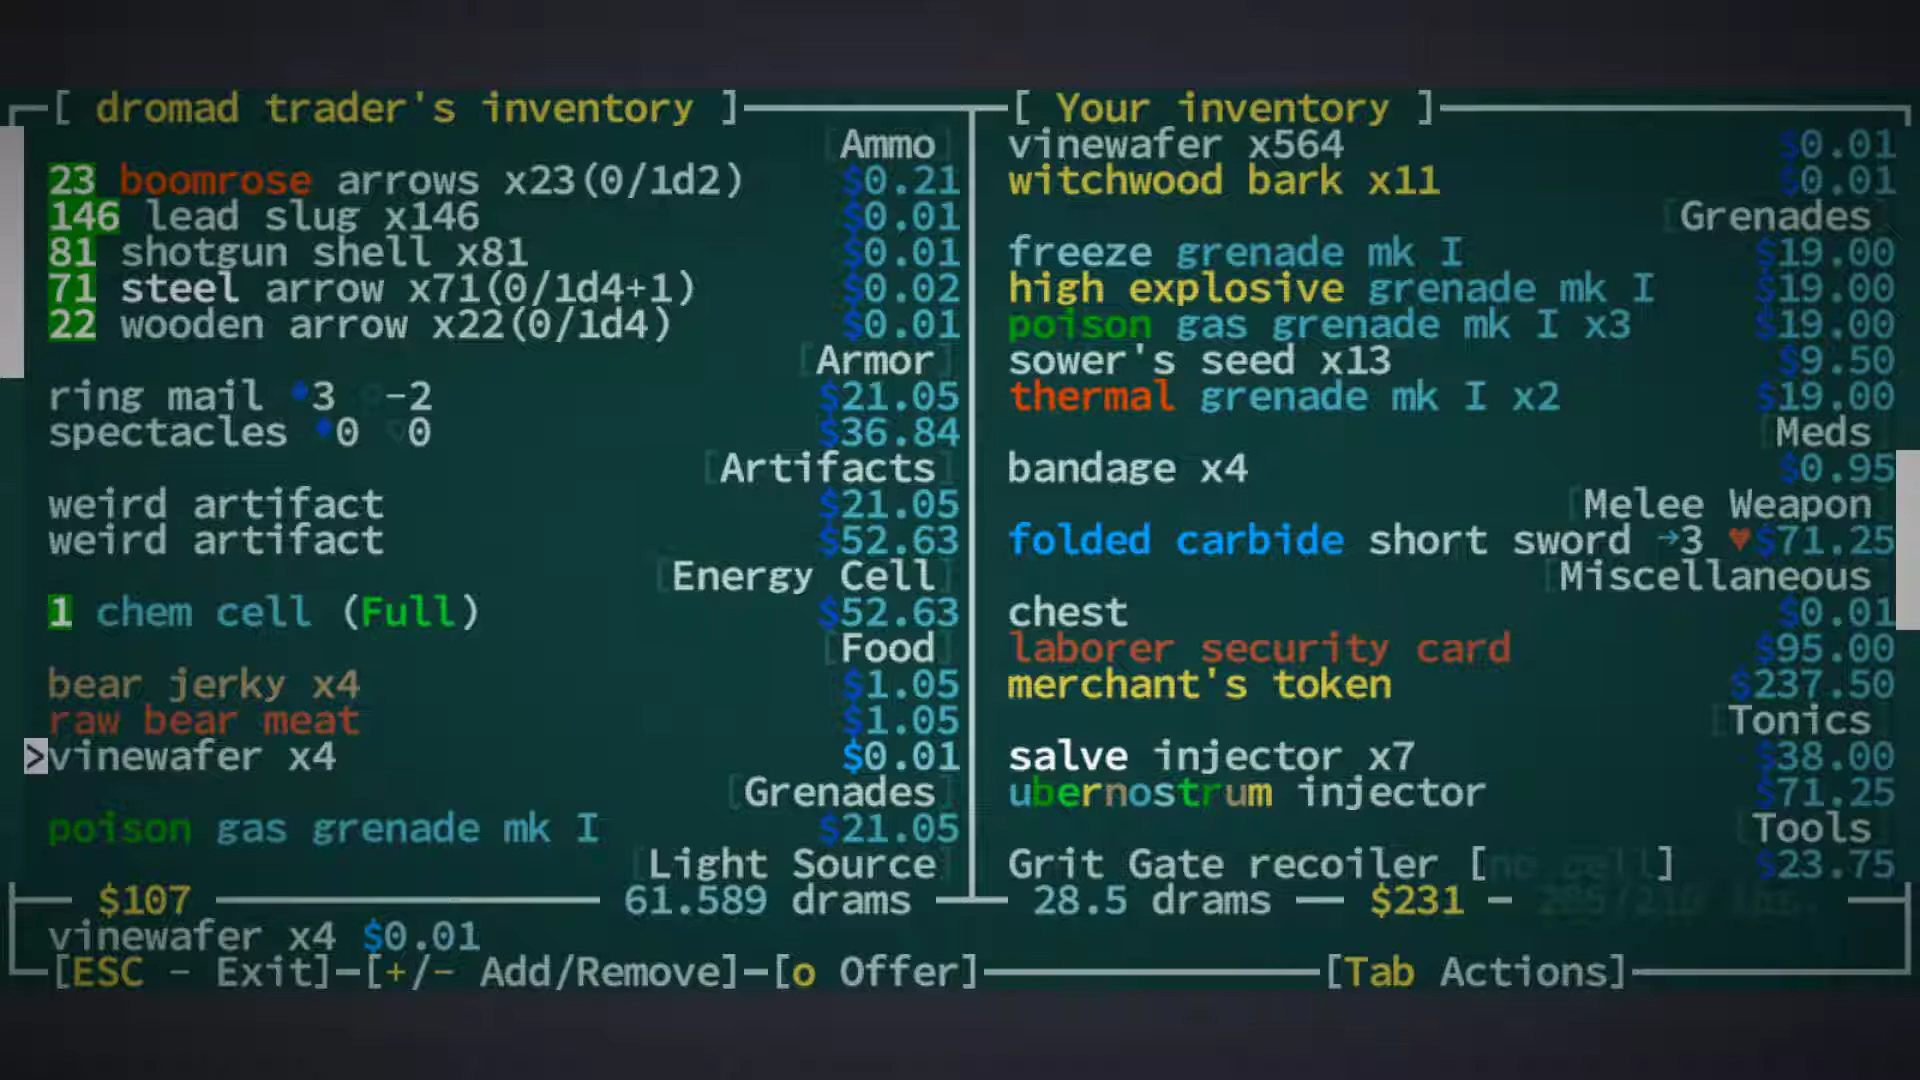 [ dromad trader's inventory ]
[Ammo]
23 boomrose arrows x23(0/1d2) $0.21
146 lead slug x146 $0.01
81 shotgun shell x81 $0.01
71 steel arrow x71(0/1d4+1) $0.02
22 wooden arrow x22(0/1d4) $0.01
[Armor]
ring mail ♦3 ○-2 $21.05
spectacles ♦0 ♡0 $36.84
[Artifacts]
weird artifact $21.05
weird artifact $52.63
[Energy Cell]
1 chem cell (Full) $52.63
[Food]
bear jerky x4 $1.05
raw bear meat $1.05
>vinewafer x4 $0.01
[Grenades]
poison gas grenade mk I $21.05
[Light Source]
$107 61.589 drams
[ Your inventory ]
vinewafer x564 $0.01
witchwood bark x11 $0.01
[Grenades]
freeze grenade mk I $19.00
high explosive grenade mk I $19.00
poison gas grenade mk I x3 $19.00
sower's seed x13 $9.50
thermal grenade mk I x2 $19.00
[Meds]
bandage x4 $0.95
[Melee Weapon]
folded carbide short sword →3 ♥$71.25
[Miscellaneous]
chest $0.01
laborer security card $95.00
merchant's token $237.50
[Tonics]
salve injector x7 $38.00
ubernostrum injector $71.25
[Tools]
Grit Gate recoiler [no cell] $23.75
28.5 drams — $231 – lbs.
vinewafer x4 $0.01
[ESC - Exit]—[+/- Add/Remove]—[o Offer] [Tab Actions]